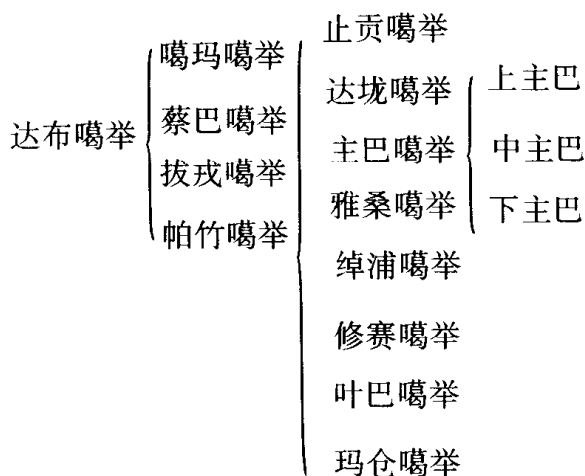 达布噶举
噶玛噶举
蔡巴噶举
拔戎噶举
帕竹噶举
止贡噶举
达垅噶举
主巴噶举
雅桑噶举
绰浦噶举
修赛噶举
叶巴噶举
玛仓噶举
上主巴
中主巴
下主巴